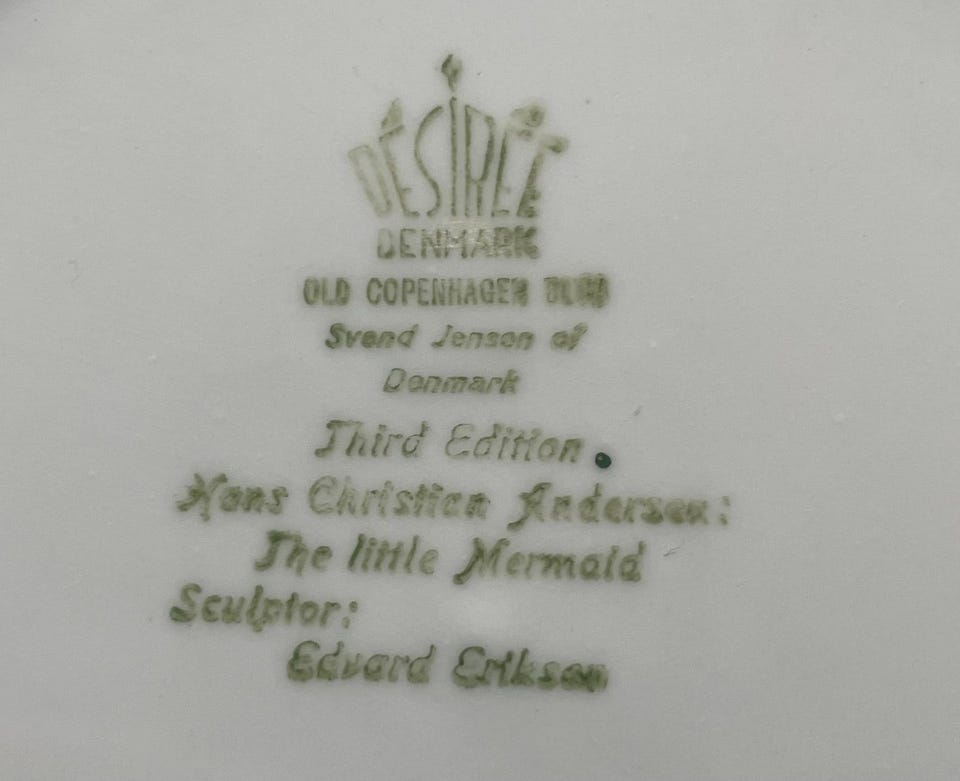 DÉSIRÉE
DENMARK
OLD COPENHAGEN BLUE
Svend Jensen of
Denmark
Third Edition.
Hans Christian Andersen:
The little Mermaid
Sculptor:
Edvard Eriksen